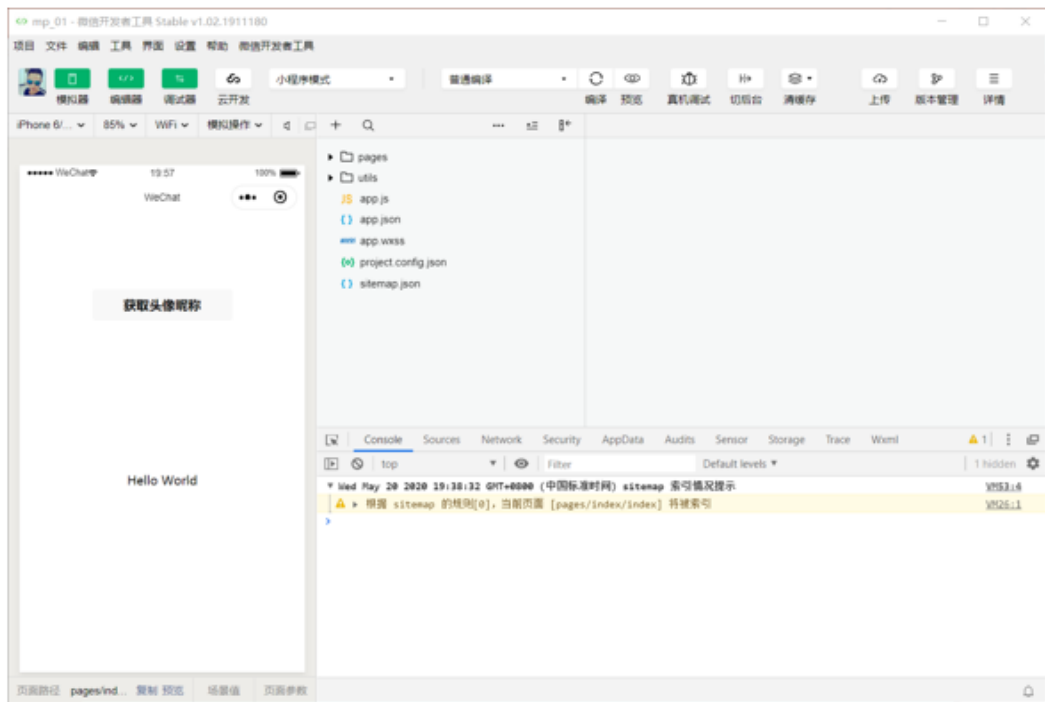 mp_01 - 微信开发者工具 Stable v1.02.1911180
项目 文件 编辑 工具 界面 设置 帮助 微信开发者工具
小程序模式 普通编译
模拟器 编辑器 调试器 云开发 编译 预览 真机调试 切后台 清缓存 上传 版本管理 详情
iPhone 6/... 85% WiFi 模拟操作
WeChat 19:57 100%
WeChat
获取头像昵称
Hello World
页面路径 pages/ind... 复制 预览 场景值 页面参数
pages
utils
JS app.js
{ } app.json
app.wxss
{o} project.config.json
{ } sitemap.json
Console Sources Network Security AppData Audits Sensor Storage Trace Wxml 1
top Filter Default levels 1 hidden
Wed May 20 2020 19:38:32 GMT+0800 (中国标准时间) sitemap 索引情况提示 VM53:4
根据 sitemap 的规则[0]，当前页面 [pages/index/index] 将被索引 VM26:1